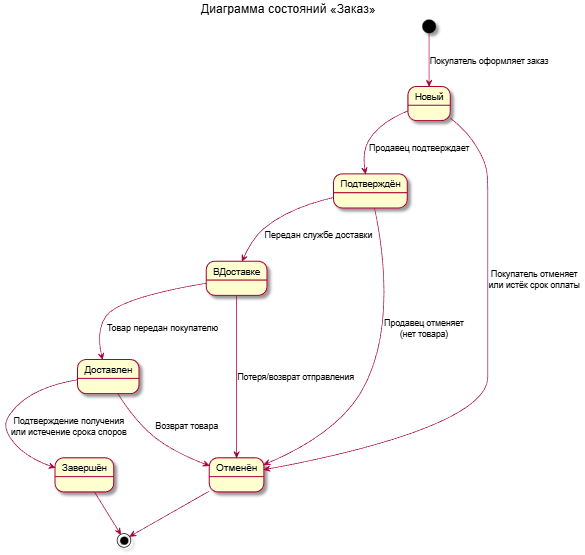 Диаграмма состояний «Заказ»
Покупатель оформляет заказ
Новый
Продавец подтверждает
Подтверждён
Передан службе доставки
ВДоставке
Покупатель отменяет
или истёк срок оплаты
Товар передан покупателю
Продавец отменяет
(нет товара)
Доставлен
Потеря/возврат отправления
Подтверждение получения
или истечение срока споров
Возврат товара
Завершён
Отменён